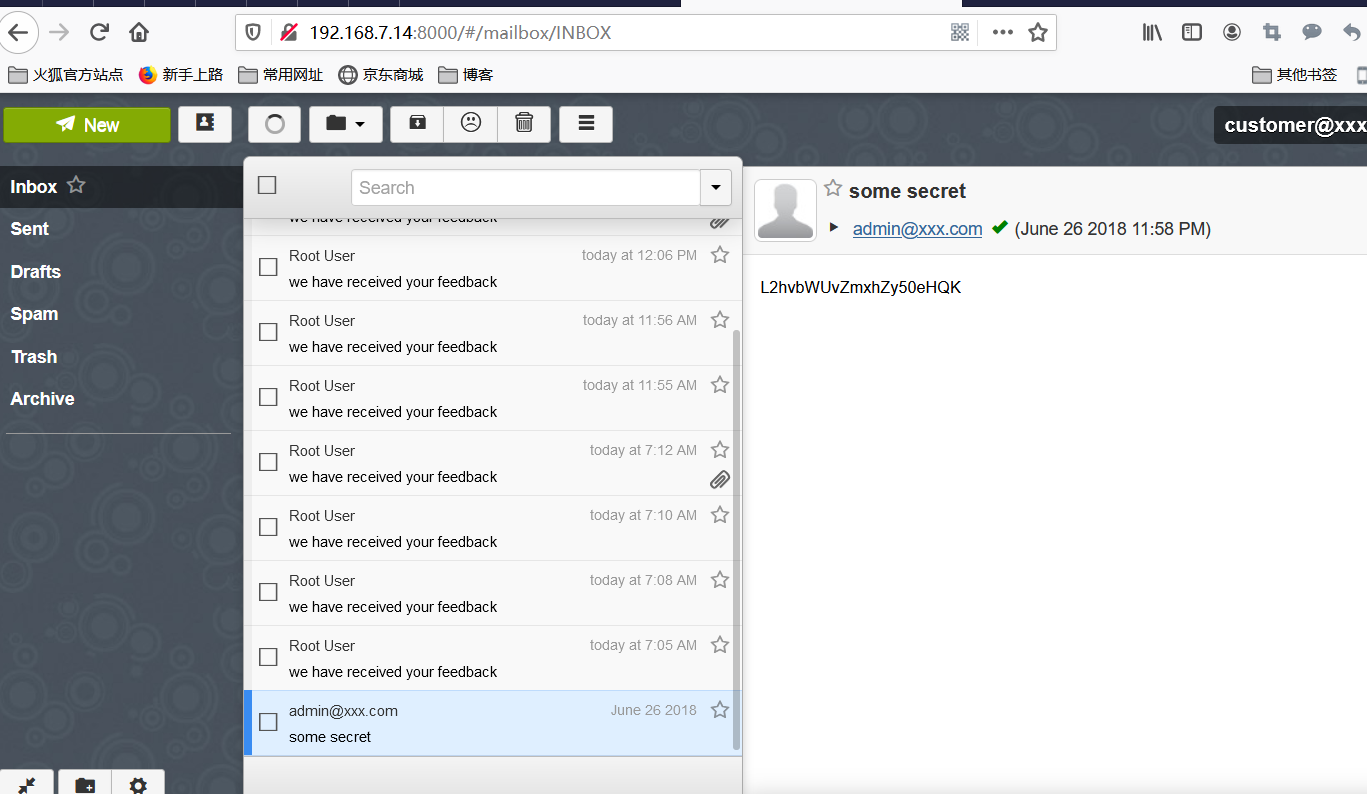 192.168.7.14:8000/#/mailbox/INBOX
火狐官方站点 新手上路 常用网址 京东商城 博客 其他书签
New
customer@xxx
Inbox
Sent
Drafts
Spam
Trash
Archive
Search
we have received your feedback
Root User today at 12:06 PM
we have received your feedback
Root User today at 11:56 AM
we have received your feedback
Root User today at 11:55 AM
we have received your feedback
Root User today at 7:12 AM
we have received your feedback
Root User today at 7:10 AM
we have received your feedback
Root User today at 7:08 AM
we have received your feedback
Root User today at 7:05 AM
we have received your feedback
admin@xxx.com June 26 2018
some secret
some secret
admin@xxx.com (June 26 2018 11:58 PM)
L2hvbWUvZmxhZy50eHQK